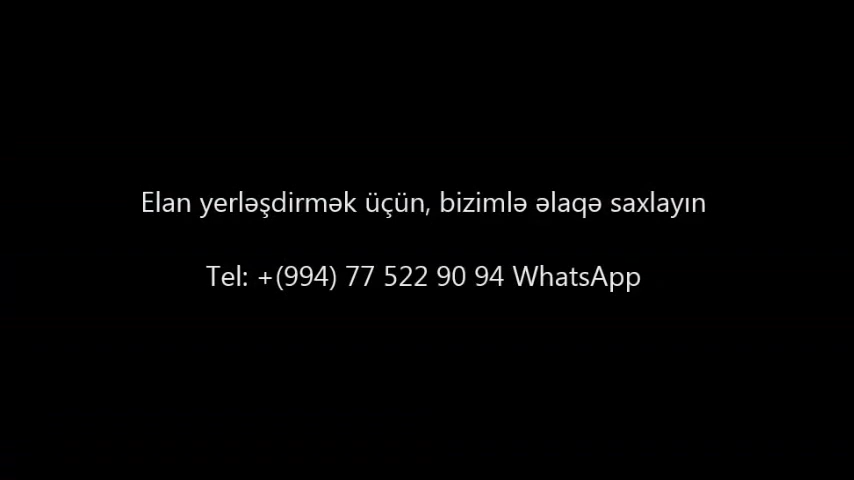 Elan yerləşdirmək üçün, bizimlə əlaqə saxlayın
Tel: +(994) 77 522 90 94 WhatsApp